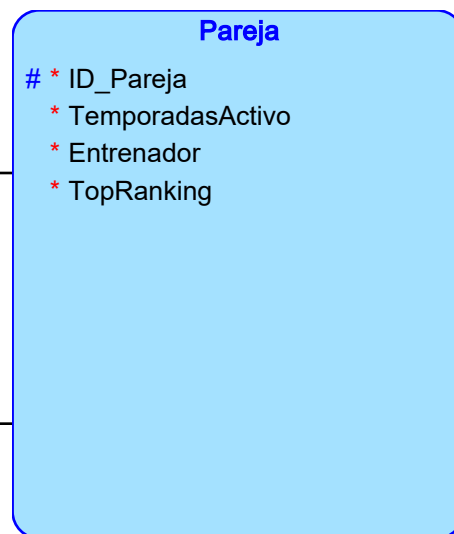 Pareja
# * ID_Pareja
* TemporadasActivo
* Entrenador
* TopRanking